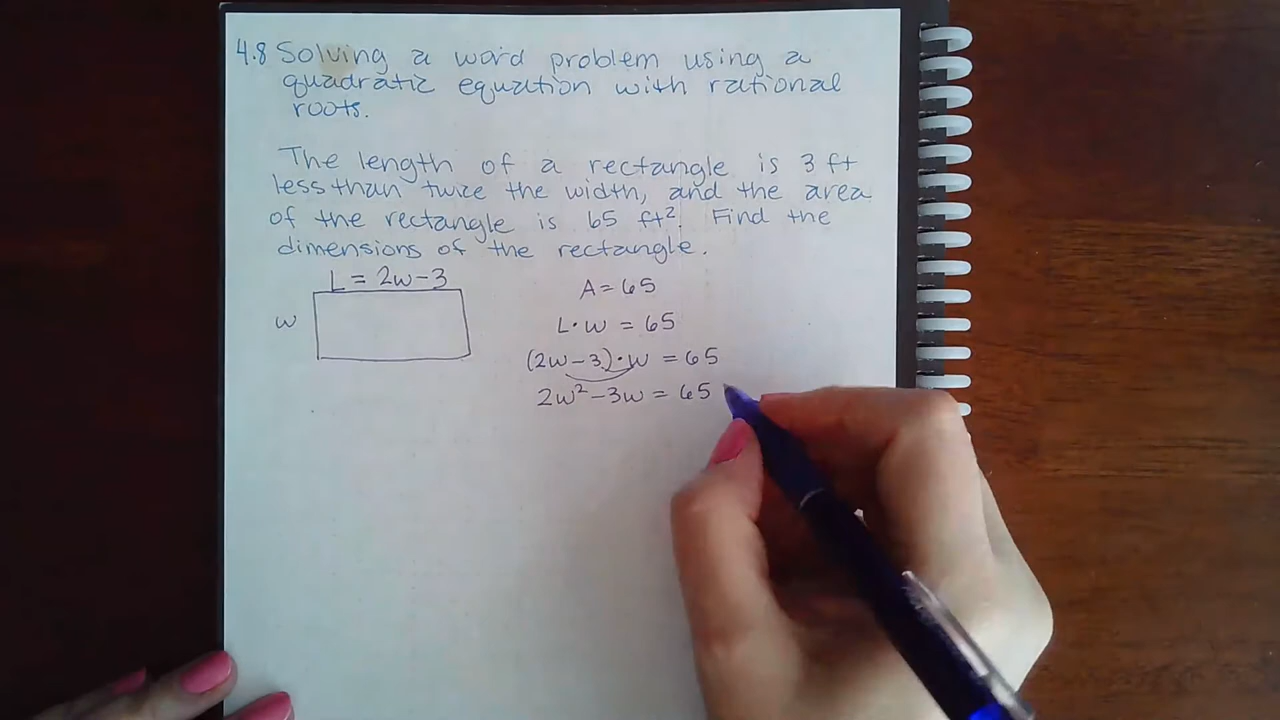 4.8 Solving a word problem using a
quadratic equation with rational
roots.
The length of a rectangle is 3 ft
less than twice the width, and the area
of the rectangle is 65 ft². Find the
dimensions of the rectangle.
L = 2w-3
w
A = 65
L·w = 65
(2w-3)·w = 65
2w²-3w = 65